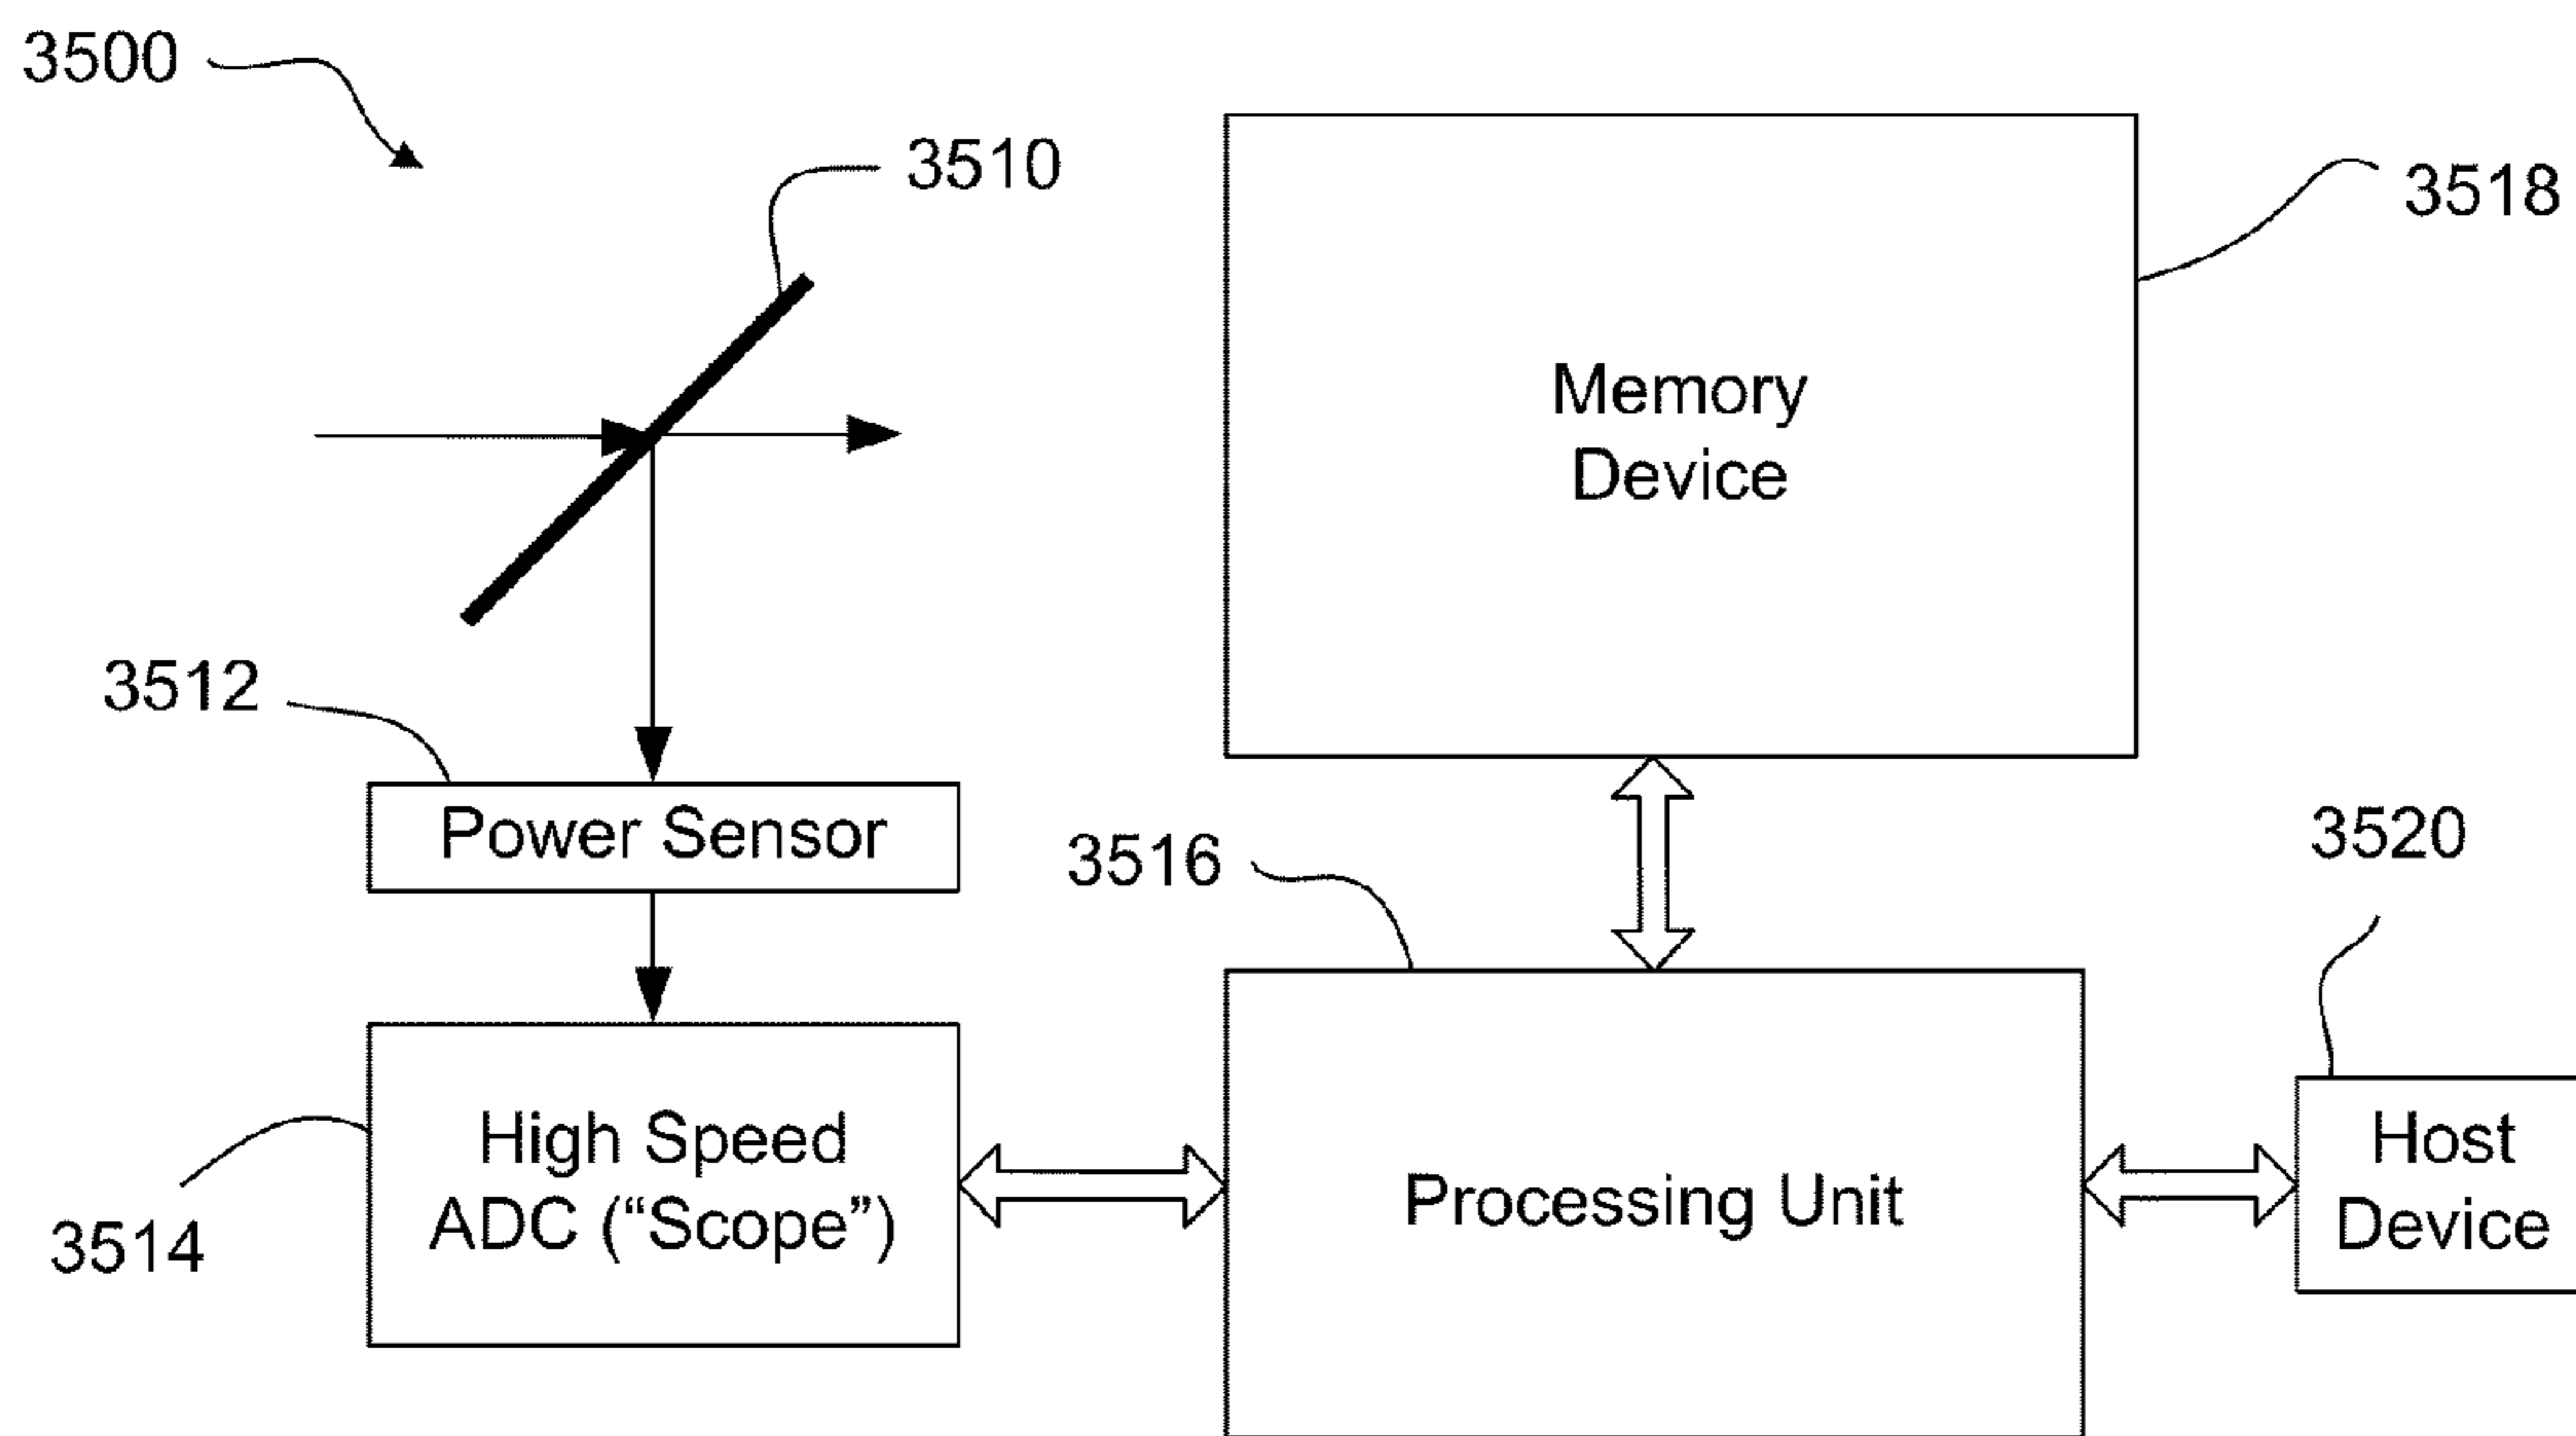 3500
3510
3518
Memory
Device
3512
Power Sensor
3516
3520
High Speed
ADC (“Scope”)
Processing Unit
Host
Device
3514